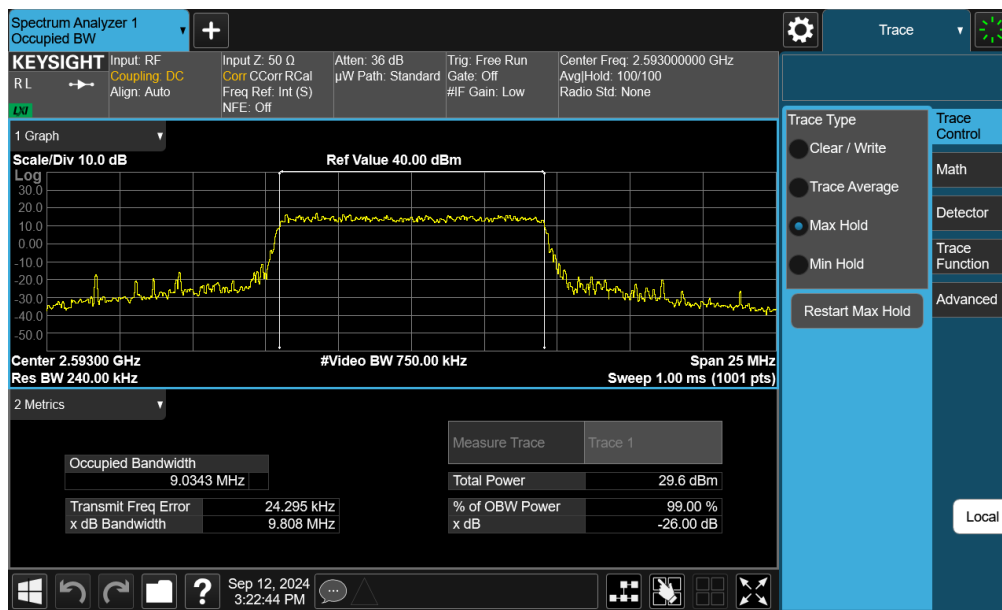 Spectrum Analyzer 1
Occupied BW
Trace
KEYSIGHT
RL
LXI
Input: RF
Coupling: DC
Align: Auto
Input Z: 50 Ω
Corr CCorr RCal
Freq Ref: Int (S)
NFE: Off
Atten: 36 dB
µW Path: Standard
Trig: Free Run
Gate: Off
#IF Gain: Low
Center Freq: 2.593000000 GHz
Avg|Hold: 100/100
Radio Std: None
1 Graph
Scale/Div 10.0 dB
Ref Value 40.00 dBm
Log
30.0
20.0
10.0
0.00
-10.0
-20.0
-30.0
-40.0
-50.0
Center 2.59300 GHz
#Video BW 750.00 kHz
Span 25 MHz
Res BW 240.00 kHz
Sweep 1.00 ms (1001 pts)
2 Metrics
Measure Trace
Trace 1
Occupied Bandwidth
9.0343 MHz
Total Power
29.6 dBm
Transmit Freq Error
24.295 kHz
% of OBW Power
99.00 %
x dB Bandwidth
9.808 MHz
x dB
-26.00 dB
Trace Type
Clear / Write
Trace Average
Max Hold
Min Hold
Restart Max Hold
Trace
Control
Math
Detector
Trace
Function
Advanced
Local
?
Sep 12, 2024
3:22:44 PM